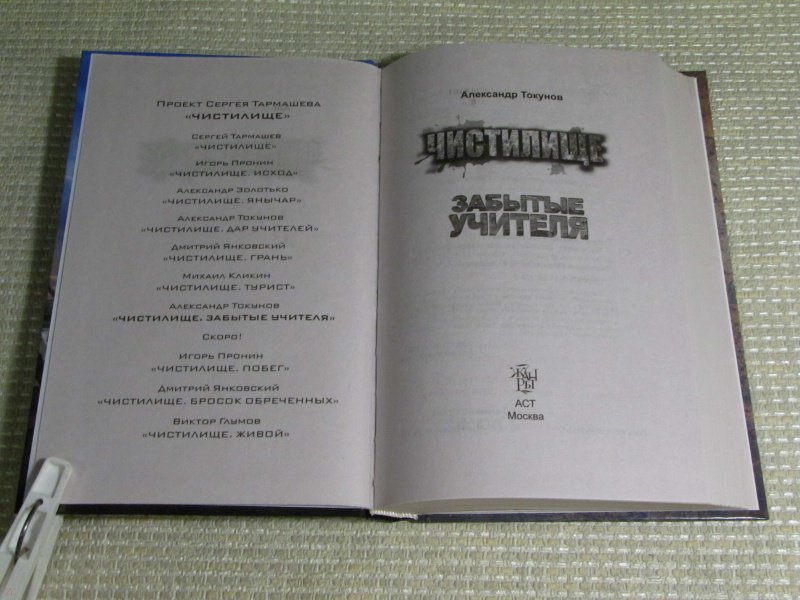 Проект Сергея Тармашева
«ЧИСТИЛИЩЕ»
Сергей Тармашев
«ЧИСТИЛИЩЕ»
Игорь Пронин
«ЧИСТИЛИЩЕ. ИСХОД»
Александр Золотько
«ЧИСТИЛИЩЕ. ЯНЫЧАР»
Александр Токунов
«ЧИСТИЛИЩЕ. ДАР УЧИТЕЛЕЙ»
Дмитрий Янковский
«ЧИСТИЛИЩЕ. ГРАНЬ»
Михаил Кликин
«ЧИСТИЛИЩЕ. ТУРИСТ»
Александр Токунов
«ЧИСТИЛИЩЕ. ЗАБЫТЫЕ УЧИТЕЛЯ»
Скоро!
Игорь Пронин
«ЧИСТИЛИЩЕ. ПОБЕГ»
Дмитрий Янковский
«ЧИСТИЛИЩЕ. БРОСОК ОБРЕЧЕННЫХ»
Виктор Глумов
«ЧИСТИЛИЩЕ. ЖИВОЙ»
Александр Токунов
ЧИСТИЛИЩЕ
ЗАБЫТЫЕ
УЧИТЕЛЯ
ЖАН
РЫ
АСТ
Москва